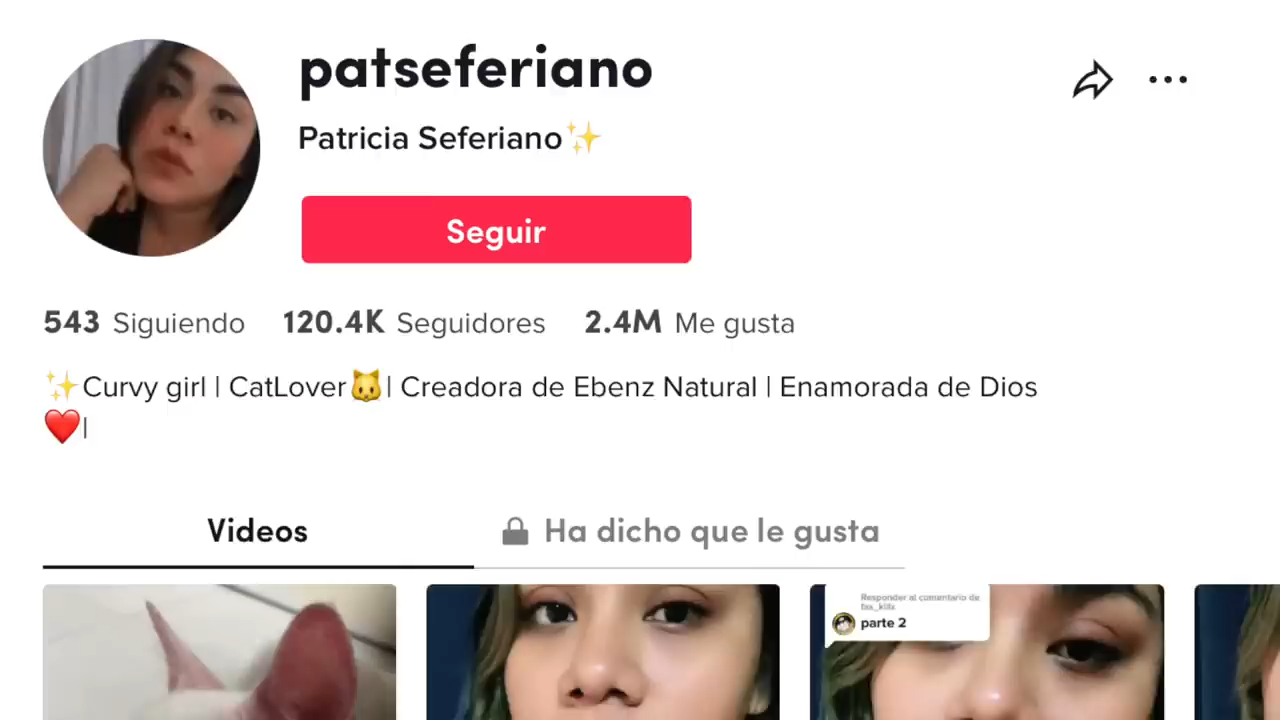 patseferiano
Patricia Seferiano✨
Seguir
543 Siguiendo 120.4K Seguidores 2.4M Me gusta
✨Curvy girl | CatLover🐱| Creadora de Ebenz Natural | Enamorada de Dios
❤️|
Videos Ha dicho que le gusta
Responder al comentario de
parte 2